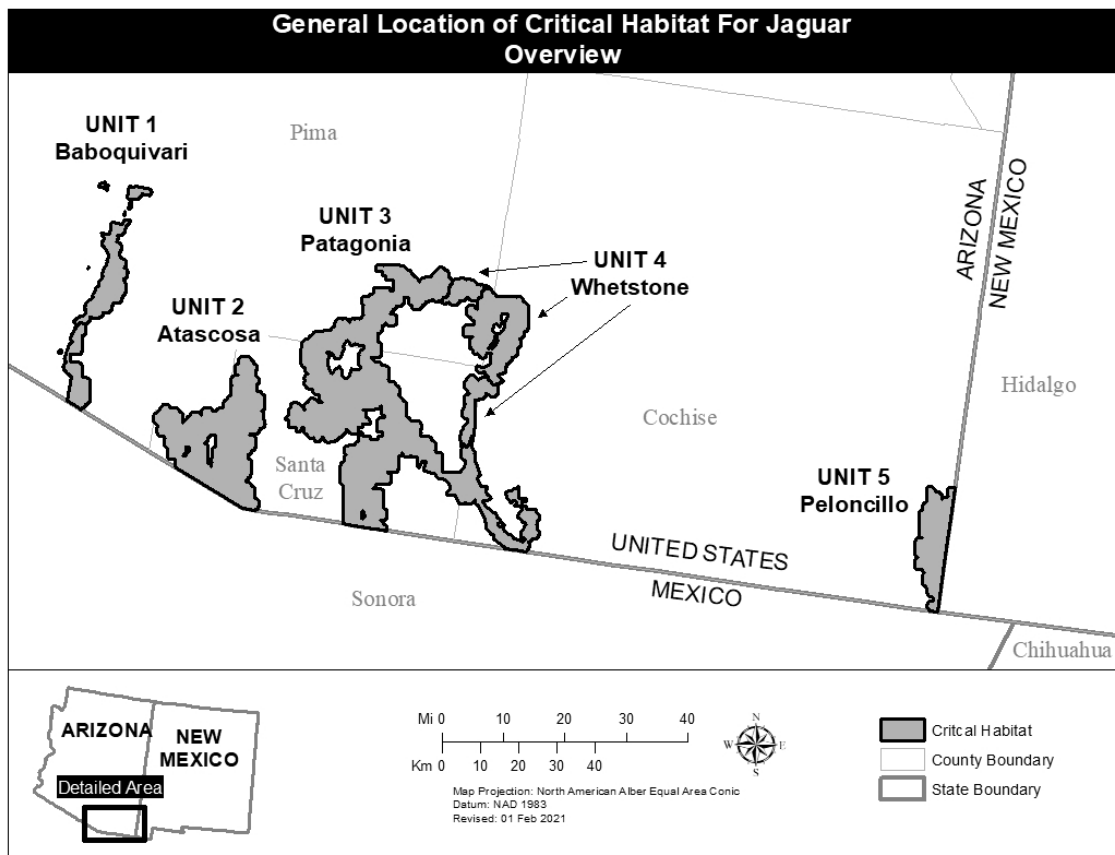 General Location of Critical Habitat For Jaguar
Overview
UNIT 1
Baboquivari
Pima
UNIT 3
Patagonia
UNIT 4
Whetstone
ARIZONA
NEW MEXICO
UNIT 2
Atascosa
Hidalgo
Cochise
Santa
Cruz
UNIT 5
Peloncillo
UNITED STATES
MEXICO
Sonora
Chihuahua
ARIZONA
NEW
MEXICO
Detailed Area
Mi 0 10 20 30 40
Km 0 10 20 30 40
Map Projection: North American Alber Equal Area Conic
Datum: NAD 1983
Revised: 01 Feb 2021
N
W E
S
Critcal Habitat
County Boundary
State Boundary